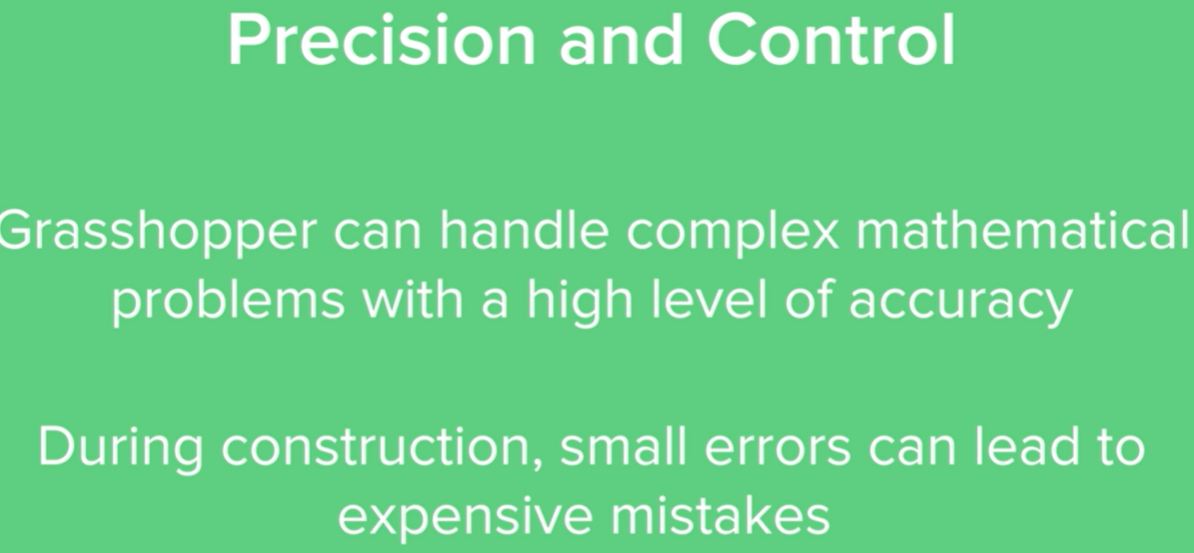 Precision and Control
Grasshopper can handle complex mathematical
problems with a high level of accuracy
During construction, small errors can lead to
expensive mistakes